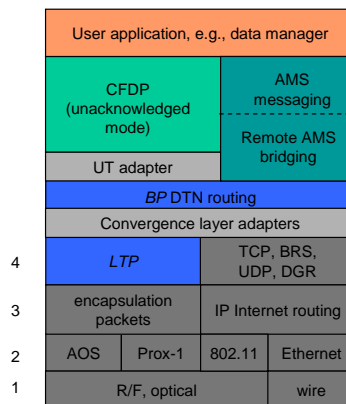 User application, e.g., data manager
CFDP
(unacknowledged
mode)
AMS
messaging
Remote AMS
bridging
UT adapter
BP DTN routing
Convergence layer adapters
4
LTP
TCP, BRS,
UDP, DGR
3
encapsulation
packets
IP Internet routing
2
AOS
Prox-1
802.11
Ethernet
1
R/F, optical
wire